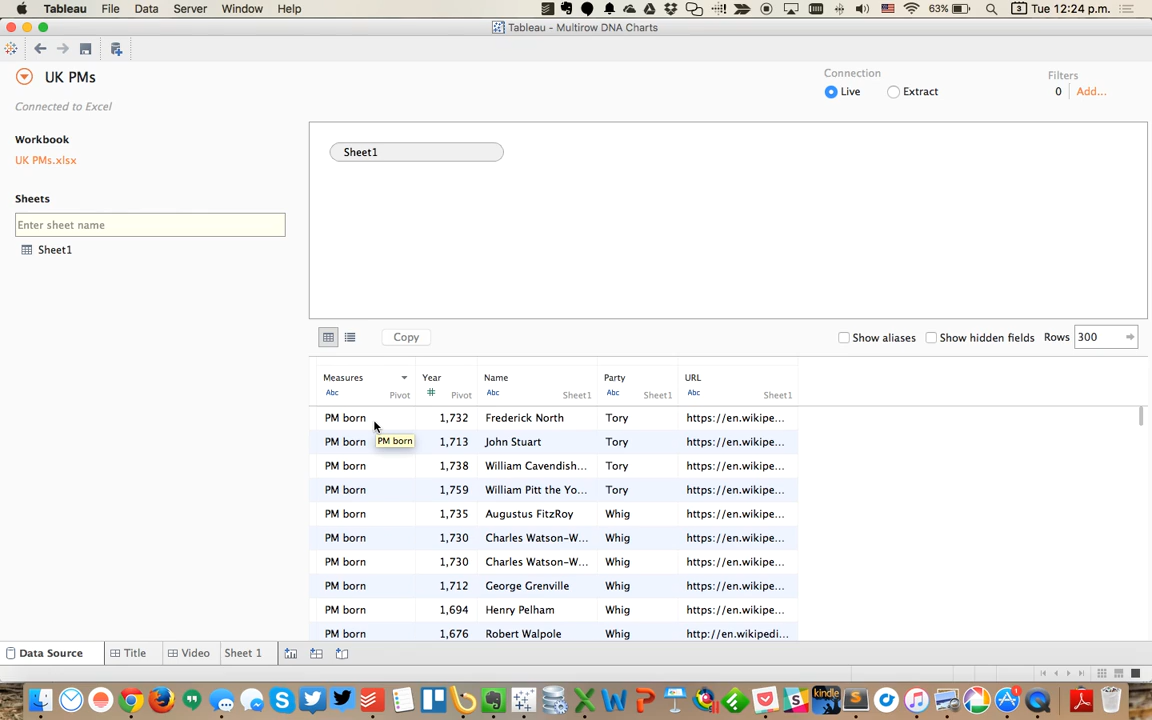 Tableau File Data Server Window Help 63% 3 Tue 12:24 p.m.
Tableau - Multirow DNA Charts
UK PMs
Connected to Excel
Workbook
UK PMs.xlsx
Sheets
Enter sheet name
Sheet1
Connection
Live Extract
Filters
0 Add...
Sheet1
Copy Show aliases Show hidden fields Rows 300
Measures Year Name Party URL
Abc Pivot # Pivot Abc Sheet1 Abc Sheet1 Abc Sheet1
PM born 1,732 Frederick North Tory https://en.wikipe...
PM born 1,713 John Stuart Tory https://en.wikipe...
PM born
PM born 1,738 William Cavendish... Tory https://en.wikipe...
PM born 1,759 William Pitt the Yo... Tory https://en.wikipe...
PM born 1,735 Augustus FitzRoy Whig https://en.wikipe...
PM born 1,730 Charles Watson-W... Whig https://en.wikipe...
PM born 1,730 Charles Watson-W... Whig https://en.wikipe...
PM born 1,712 George Grenville Whig https://en.wikipe...
PM born 1,694 Henry Pelham Whig https://en.wikipe...
PM born 1,676 Robert Walpole Whig http://en.wikipedi...
Data Source Title Video Sheet 1
kindle